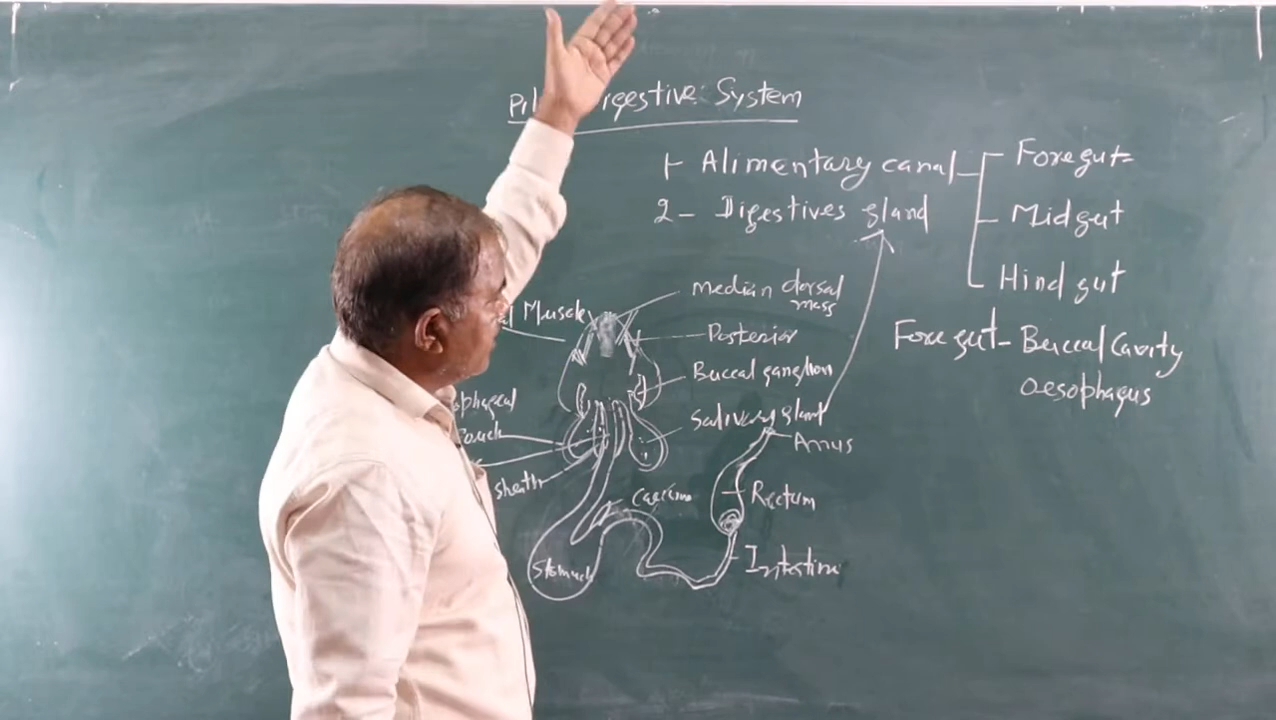 Digestive System
1- Alimentary canal
Foregut
2- Digestives gland
Midgut
Hind gut
Fore gut- Buccal Cavity
oesophagus
Muscle
median dorsal
mass
Posterior
Buccal ganglion
Salivary gland
Anus
Pouch
Sheath
Rectum
Stomach